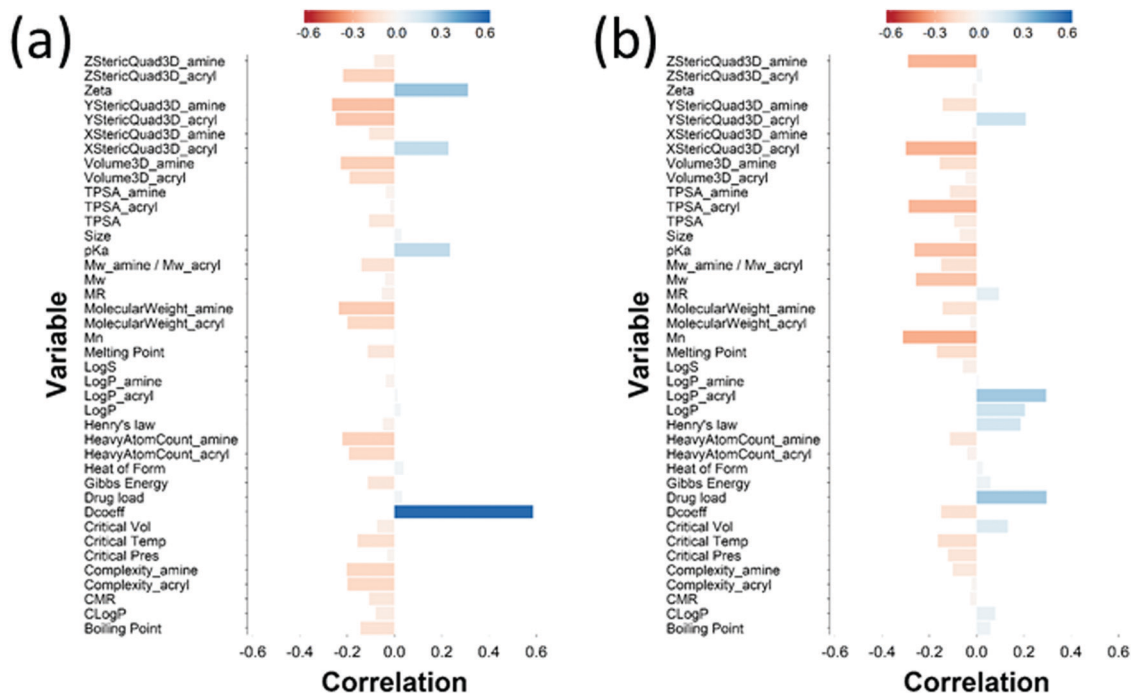 (a)
-0.6 -0.3 0.0 0.3 0.6
ZStericQuad3D_amine
ZStericQuad3D_acryl
Zeta
YStericQuad3D_amine
YStericQuad3D_acryl
XStericQuad3D_amine
XStericQuad3D_acryl
Volume3D_amine
Volume3D_acryl
TPSA_amine
TPSA_acryl
TPSA
Size
pKa
Mw_amine / Mw_acryl
Mw
MR
MolecularWeight_amine
MolecularWeight_acryl
Mn
Melting Point
LogS
LogP_amine
LogP_acryl
LogP
Henry's law
HeavyAtomCount_amine
HeavyAtomCount_acryl
Heat of Form
Gibbs Energy
Drug load
Dcoeff
Critical Vol
Critical Temp
Critical Pres
Complexity_amine
Complexity_acryl
CMR
CLogP
Boiling Point
Variable
-0.6 -0.4 -0.2 0.0 0.2 0.4 0.6
Correlation
(b)
-0.6 -0.3 0.0 0.3 0.6
ZStericQuad3D_amine
ZStericQuad3D_acryl
Zeta
YStericQuad3D_amine
YStericQuad3D_acryl
XStericQuad3D_amine
XStericQuad3D_acryl
Volume3D_amine
Volume3D_acryl
TPSA_amine
TPSA_acryl
TPSA
Size
pKa
Mw_amine / Mw_acryl
Mw
MR
MolecularWeight_amine
MolecularWeight_acryl
Mn
Melting Point
LogS
LogP_amine
LogP_acryl
LogP
Henry's law
HeavyAtomCount_amine
HeavyAtomCount_acryl
Heat of Form
Gibbs Energy
Drug load
Dcoeff
Critical Vol
Critical Temp
Critical Pres
Complexity_amine
Complexity_acryl
CMR
CLogP
Boiling Point
Variable
-0.6 -0.4 -0.2 0.0 0.2 0.4 0.6
Correlation